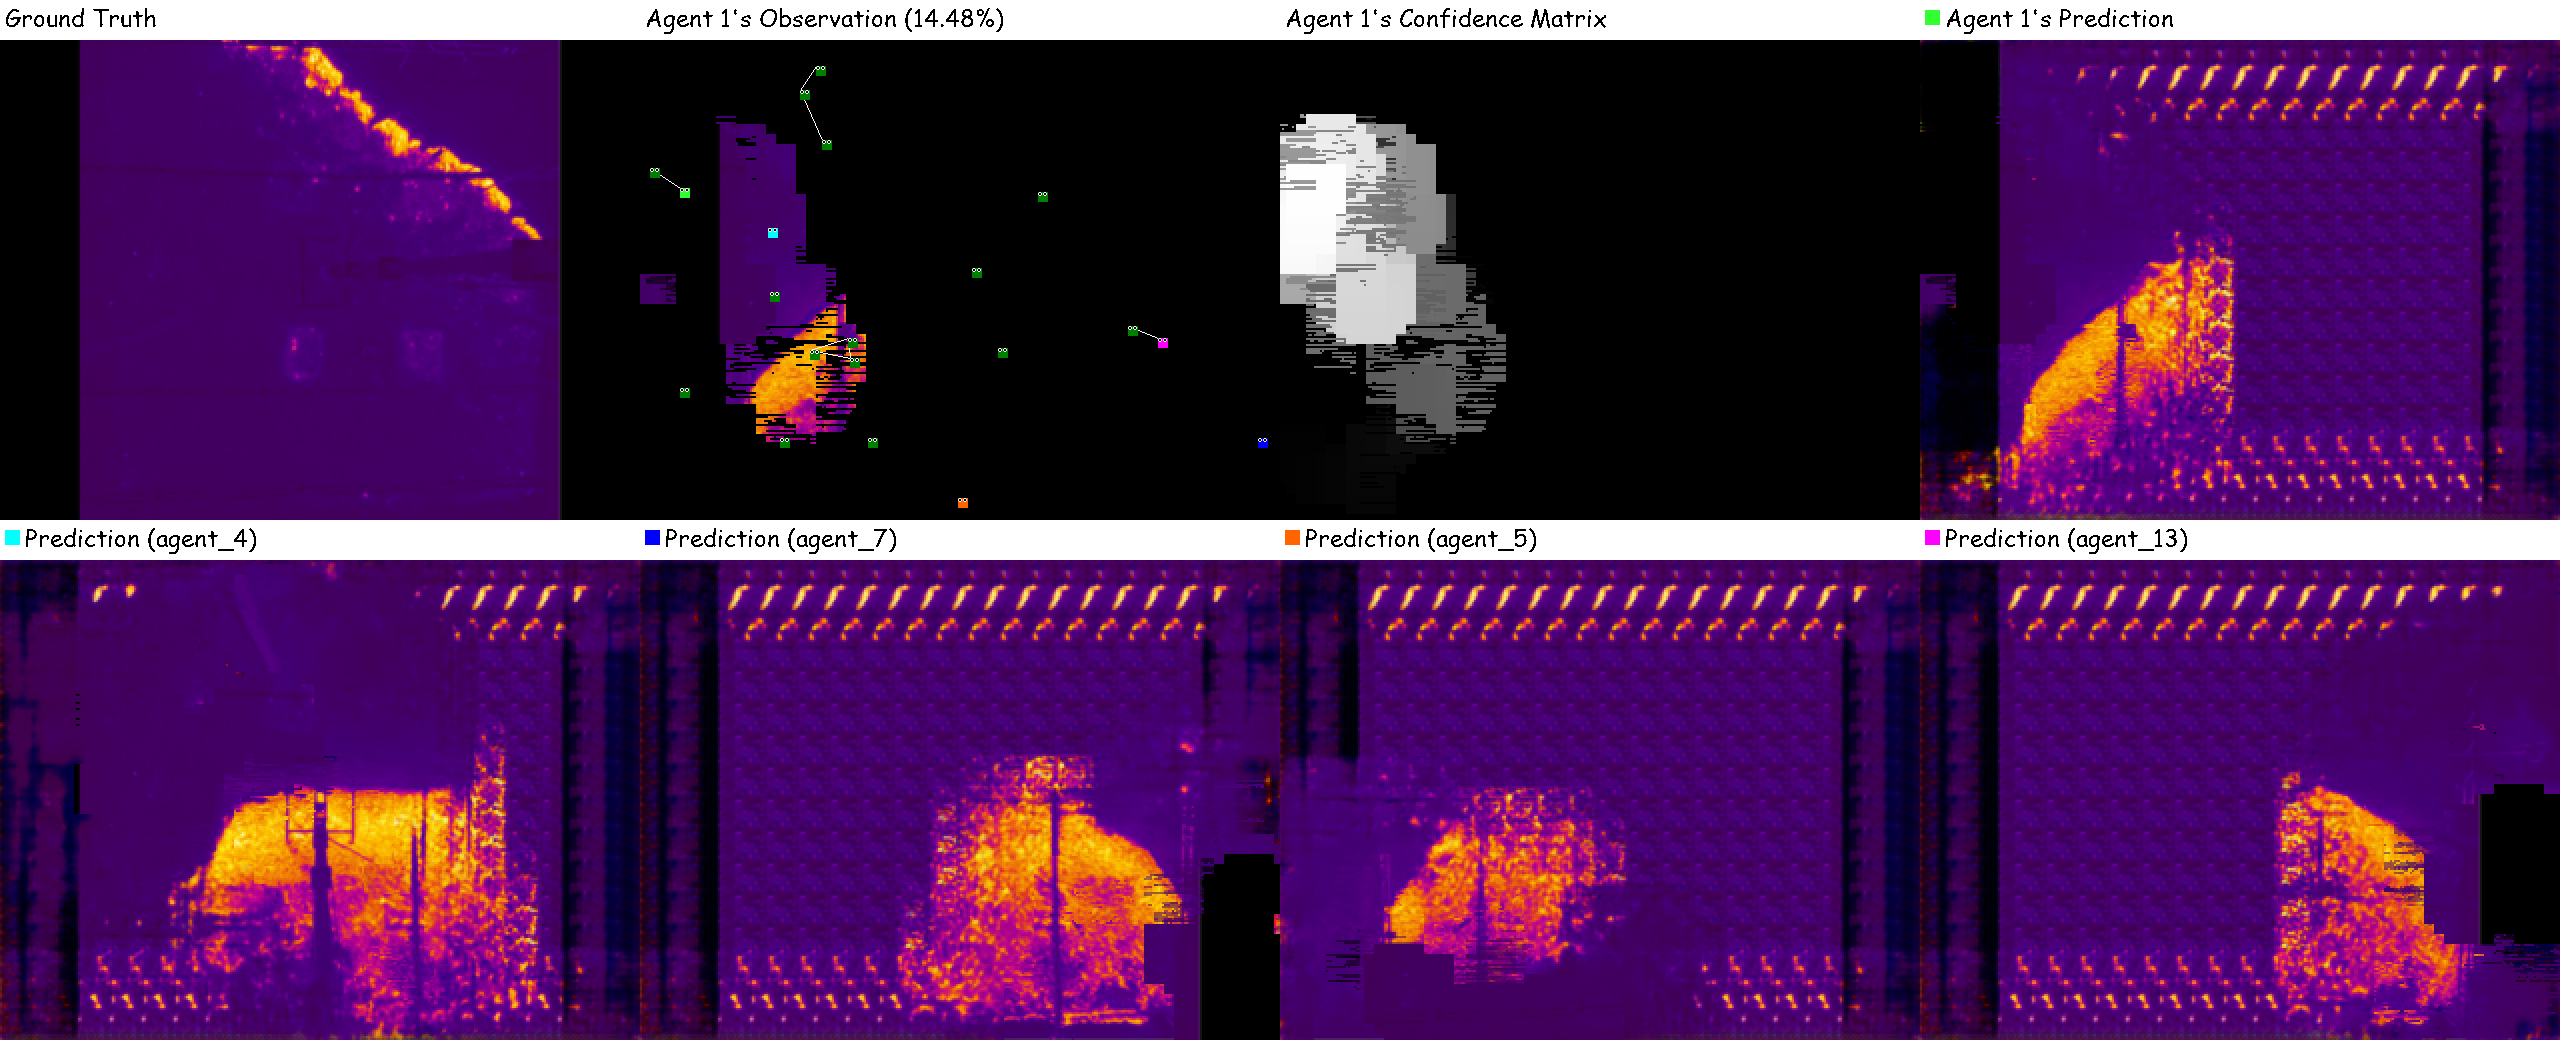 Ground Truth
Agent 1's Observation (14.48%)
Agent 1's Confidence Matrix
Agent 1's Prediction
Prediction (agent_4)
Prediction (agent_7)
Prediction (agent_5)
Prediction (agent_13)